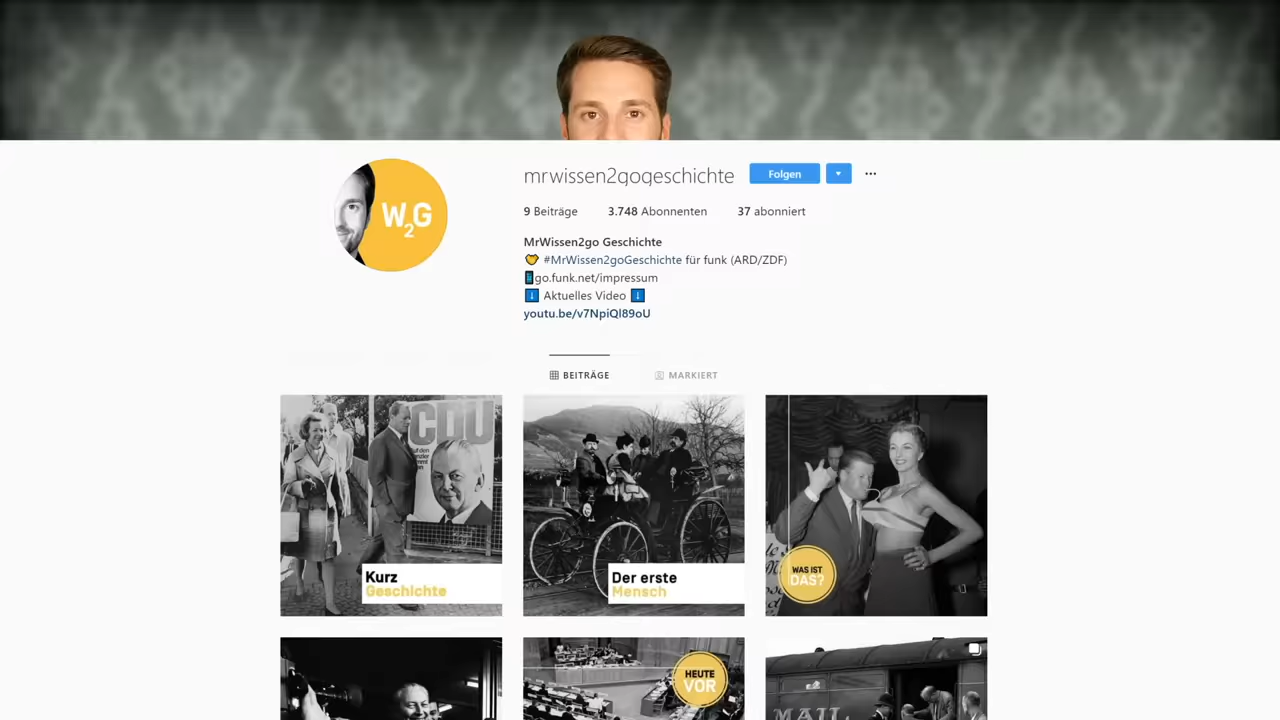 mrwissen2gogeschichte
Folgen
W2G
9 Beiträge 3.748 Abonnenten 37 abonniert
MrWissen2go Geschichte
#MrWissen2goGeschichte für funk (ARD/ZDF)
go.funk.net/impressum
Aktuelles Video
youtu.be/v7NpiQl89oU
BEITRÄGE MARKIERT
CDU
Kurz
Geschichte
Der erste
Mensch
WAS IST
DAS?
HEUTE
VOR
MAIL